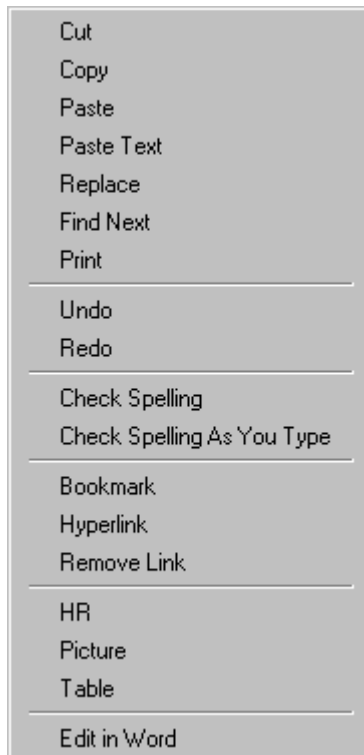 Cut
Copy
Paste
Paste Text
Replace
Find Next
Print
Undo
Redo
Check Spelling
Check Spelling As You Type
Bookmark
Hyperlink
Remove Link
HR
Picture
Table
Edit in Word